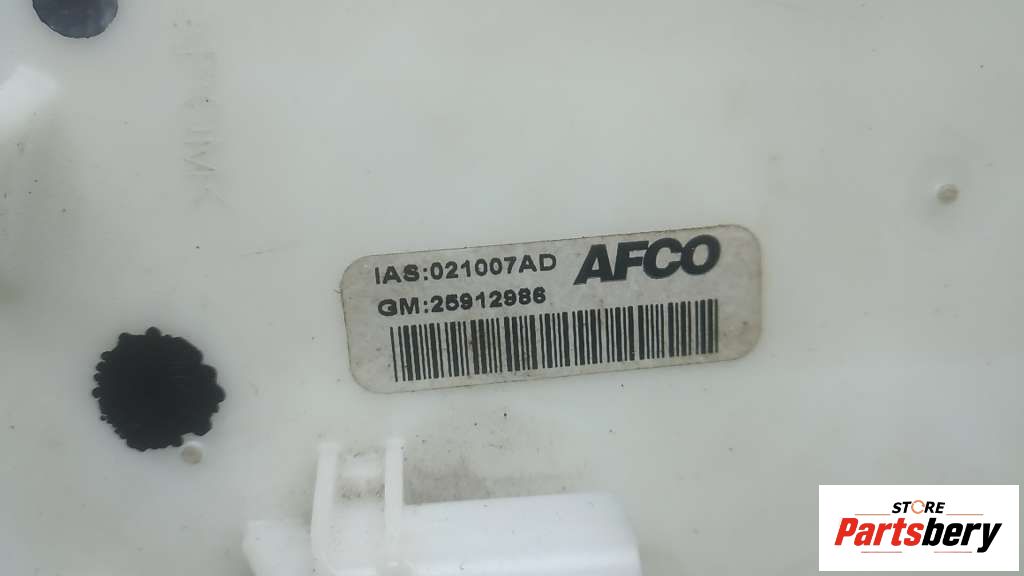 IAS:021007AD AFCO
GM:25912986
STORE
Partsbery